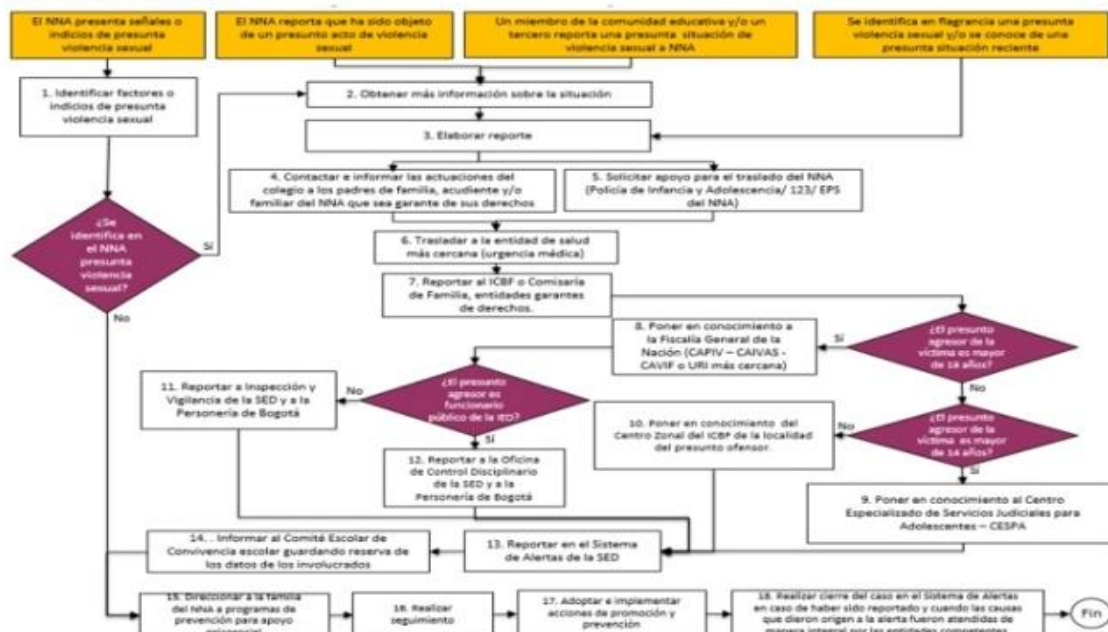 El NNA presenta señales o
indicios de presunta
violencia sexual
El NNA reporta que ha sido objeto
de un presunto acto de violencia
sexual
Un miembro de la comunidad educativa y/o un
tercero reporta una presunta situación de
violencia sexual a NNA
Se identifica en flagrancia una presunta
violencia sexual y/o se conoce de una
presunta situación reciente
1. Identificar factores o
indicios de presunta
violencia sexual
2. Obtener más información sobre la situación
3. Elaborar reporte
4. Contactar e informar las actuaciones del
colegio a los padres de familia, acudiente y/o
familiar del NNA que sea garante de sus derechos
5. Solicitar apoyo para el traslado del NNA
(Policía de Infancia y Adolescencia/ 123/ EPS
del NNA)
¿Se
identifica en
el NNA
presunta
violencia
sexual?
Sí
No
6. Trasladar a la entidad de salud
más cercana (urgencia médica)
7. Reportar al ICBF o Comisaría
de Familia, entidades garantes
de derechos.
8. Poner en conocimiento a
la Fiscalía General de la
Nación (CAPIV – CAIVAS -
CAVIF o URI más cercana)
Sí
¿El presunto
agresor de la
víctima es mayor
de 18 años?
No
11. Reportar a Inspección y
Vigilancia de la SED y a la
Personería de Bogotá
No
¿El presunto
agresor es
funcionario
público de la IED?
Sí
10. Poner en conocimiento del
Centro Zonal del ICBF de la localidad
del presunto ofensor.
No
¿El presunto
agresor de la
víctima es mayor
de 14 años?
Sí
12. Reportar a la Oficina
de Control Disciplinario
de la SED y a la
Personería de Bogotá
9. Poner en conocimiento al Centro
Especializado de Servicios Judiciales para
Adolescentes – CESPA
14. . Informar al Comité Escolar de
Convivencia escolar guardando reserva de
los datos de los involucrados
13. Reportar en el Sistema
de Alertas de la SED
15. Direccionar a la familia
del NNA a programas de
prevención para apoyo
16. Realizar
seguimiento
17. Adoptar e implementar
acciones de promoción y
prevención
18. Realizar cierre del caso en el Sistema de Alertas
en caso de haber sido reportado y cuando las causas
que dieron origen a la alerta fueron atendidas de
manera integral por las entidades competentes
Fin